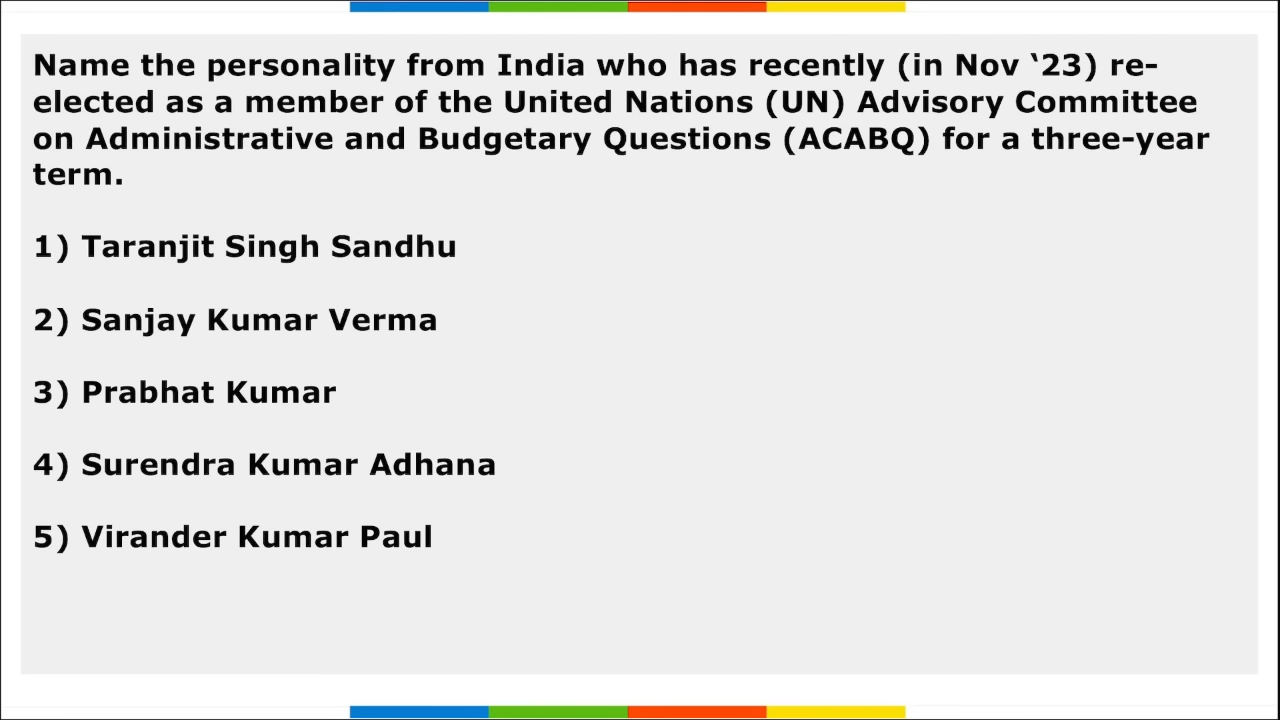 Name the personality from India who has recently (in Nov ‘23) re-
elected as a member of the United Nations (UN) Advisory Committee
on Administrative and Budgetary Questions (ACABQ) for a three-year
term.
1) Taranjit Singh Sandhu
2) Sanjay Kumar Verma
3) Prabhat Kumar
4) Surendra Kumar Adhana
5) Virander Kumar Paul